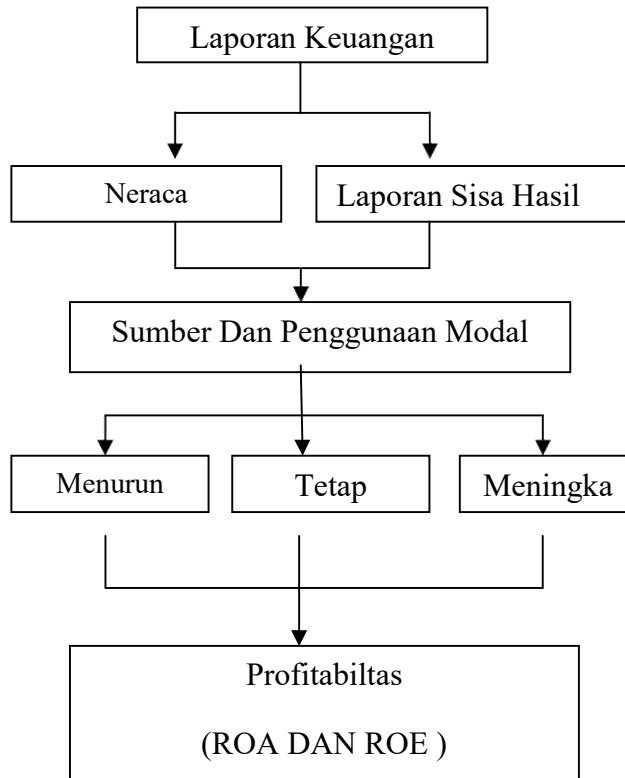 Laporan Keuangan
Neraca
Laporan Sisa Hasil
Sumber Dan Penggunaan Modal
Menurun
Tetap
Meningka
Profitabiltas
(ROA DAN ROE )